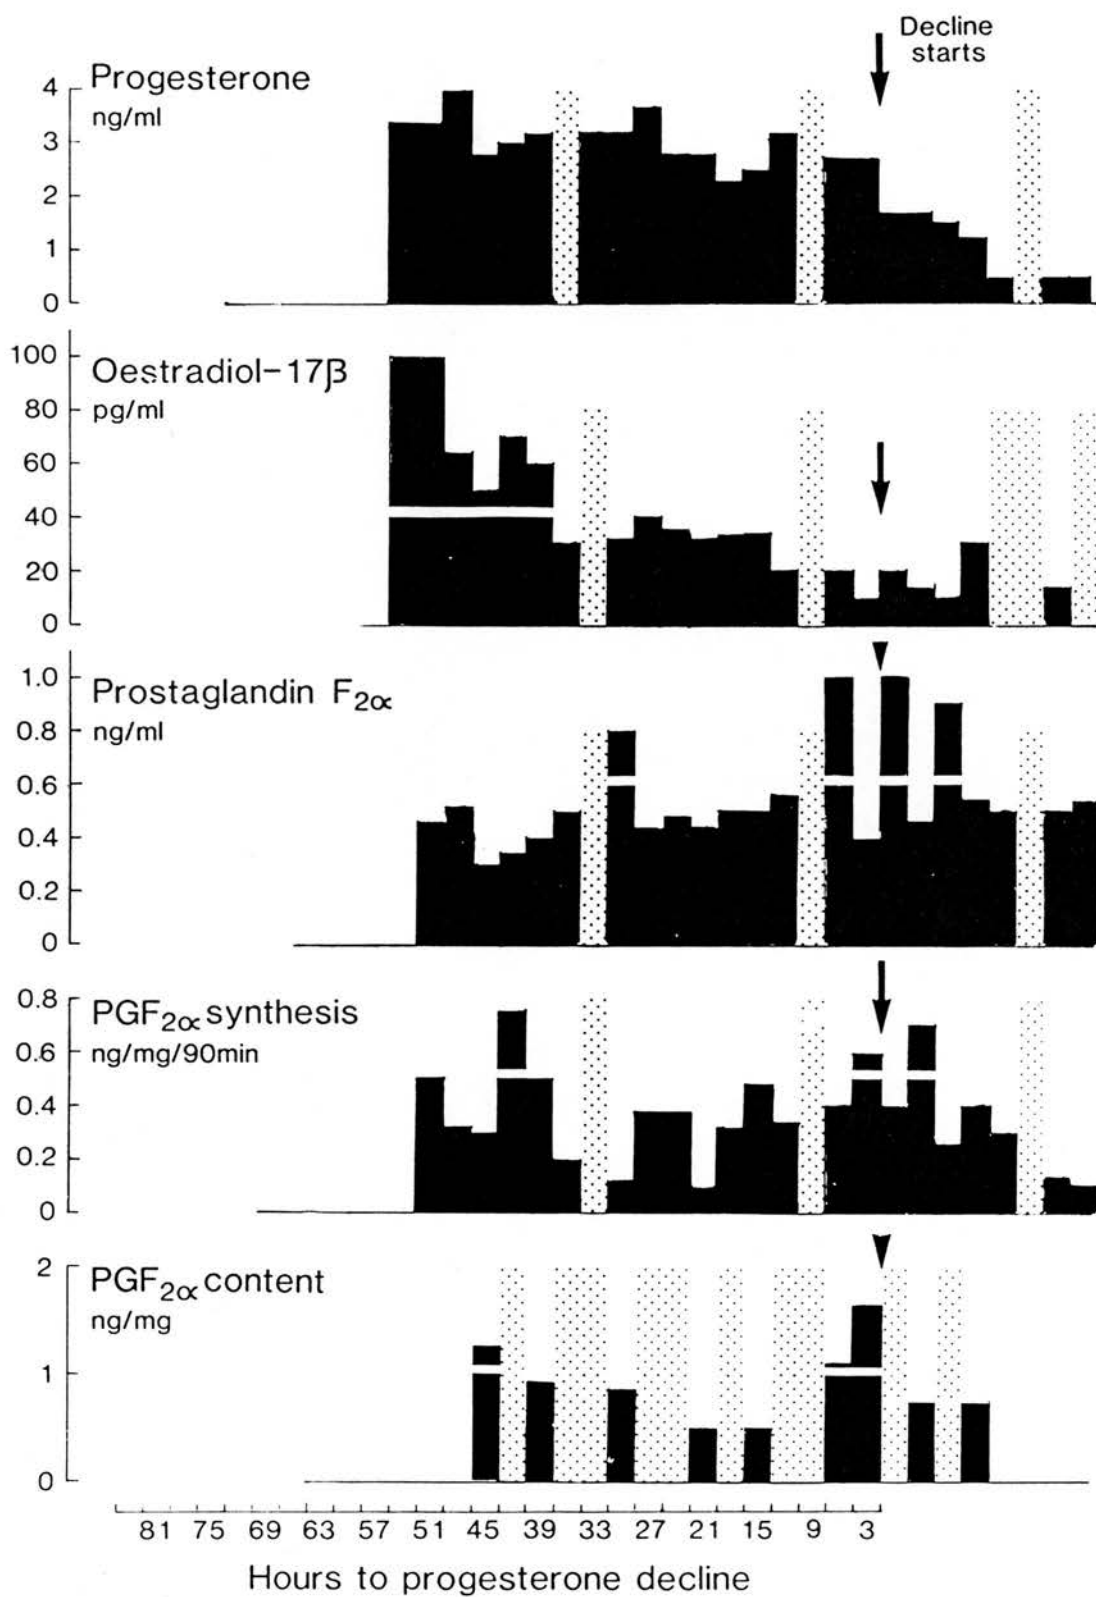 Decline
starts
Progesterone
ng/ml
4
3
2
1
0
Oestradiol-17β
pg/ml
100
80
60
40
20
0
Prostaglandin F₂α
ng/ml
1.0
0.8
0.6
0.4
0.2
0
PGF₂α synthesis
ng/mg/90min
0.8
0.6
0.4
0.2
0
PGF₂α content
ng/mg
2
1
0
81 75 69 63 57 51 45 39 33 27 21 15 9 3
Hours to progesterone decline